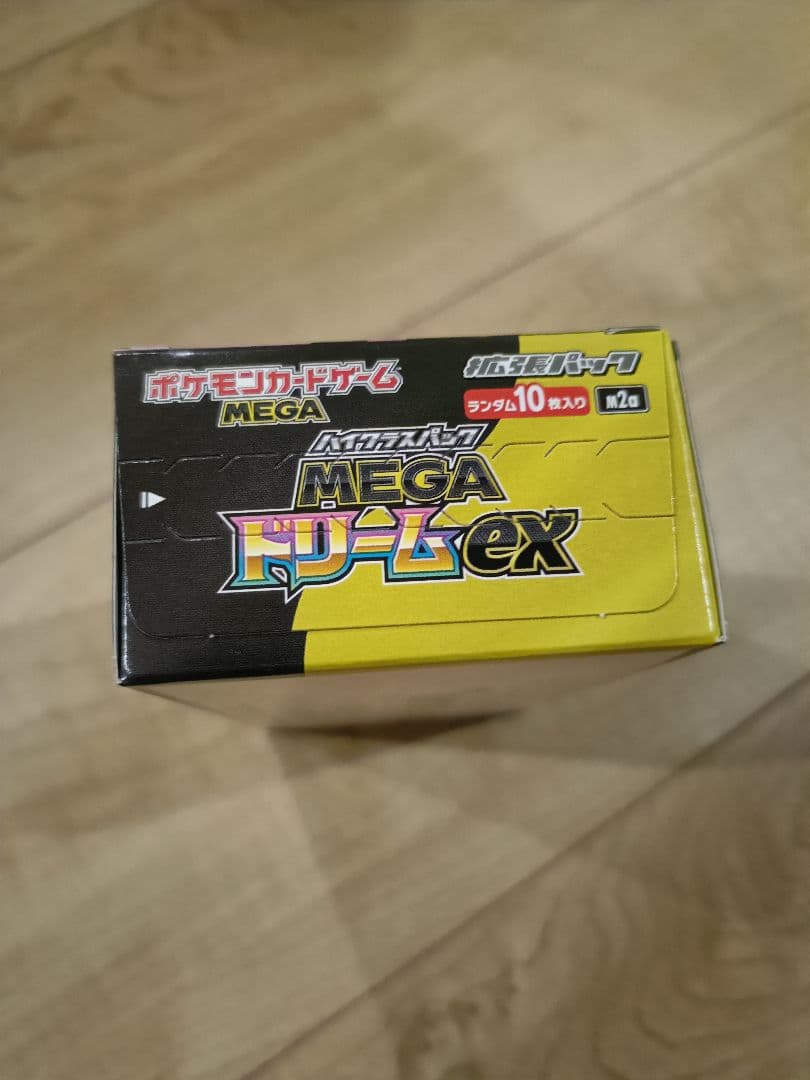 ポケモンカードゲーム
MEGA
拡張パック
ランダム10枚入り
M2a
ハイクラスパック
MEGA
ドリームex